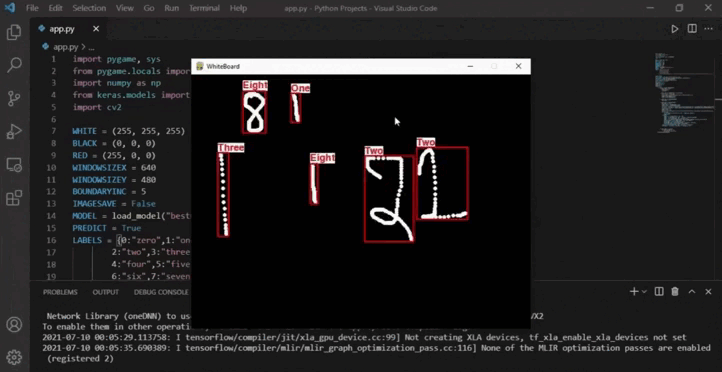 File Edit Selection View Go Run Terminal Help app.py - Python Projects - Visual Studio Code
app.py
app.py > ...
1 import pygame, sys
2 from pygame.locals impor
3 import numpy as np
4 from keras.models import
5 import cv2
6
7 WHITE = (255, 255, 255)
8 BLACK = (0, 0, 0)
9 RED = (255, 0, 0)
10 WINDOWSIZEX = 640
11 WINDOWSIZEY = 480
12 BOUNDARYINC = 5
13 IMAGESAVE = False
14 MODEL = load_model("best
15 PREDICT = True
16 LABELS = {0:"zero",1:"on
17 2:"two",3:"three
18 4:"four",5:"five
19 6:"six",7:"seven
WhiteBoard
Eight One
8 1
Three Eight Two Two
1 1 2 1
PROBLEMS OUTPUT DEBUG CONSOLE
Network Library (oneDNN) to us
X2
To enable them in other operati
2021-07-10 00:05:29.113758: I tensorflow/compiler/jit/xla_gpu_device.cc:99] Not creating XLA devices, tf_xla_enable_xla_devices not set
2021-07-10 00:05:35.690389: I tensorflow/compiler/mlir/mlir_graph_optimization_pass.cc:116] None of the MLIR optimization passes are enabled
(registered 2)